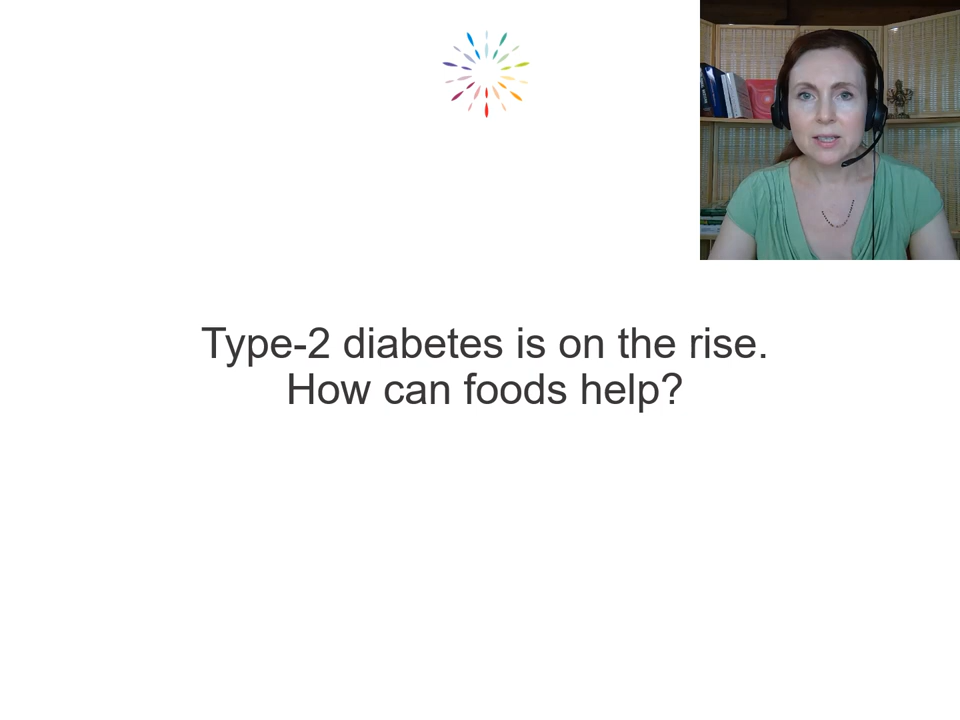 Type-2 diabetes is on the rise.
How can foods help?